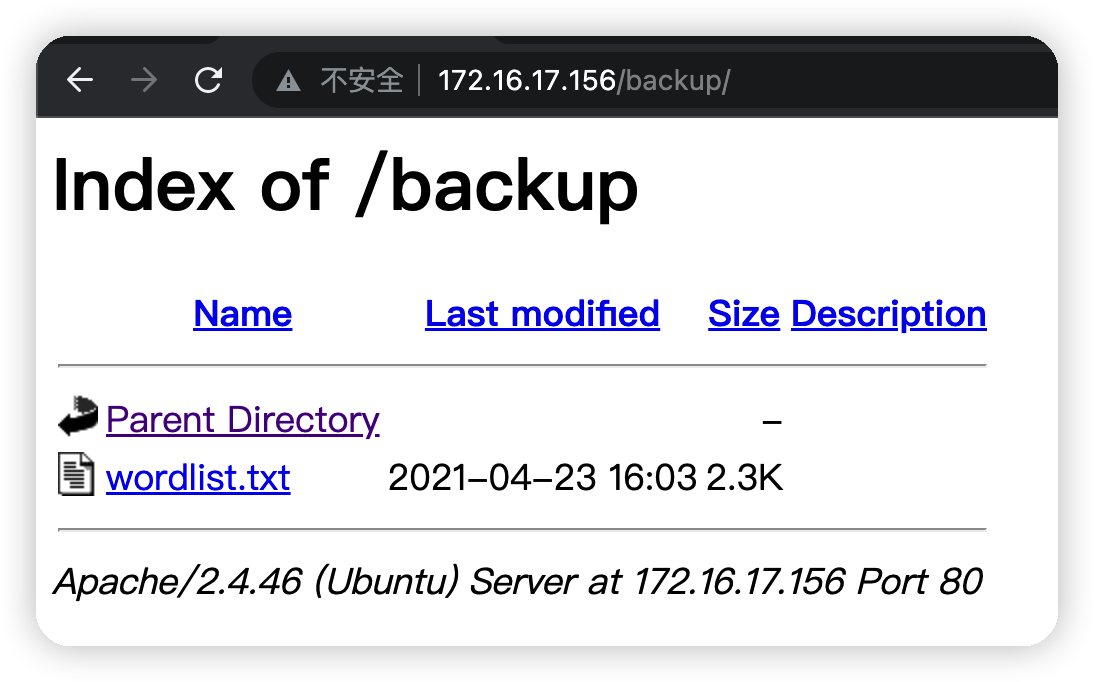 不安全 172.16.17.156/backup/
Index of /backup
Name Last modified Size Description
Parent Directory –
wordlist.txt 2021–04–23 16:03 2.3K
Apache/2.4.46 (Ubuntu) Server at 172.16.17.156 Port 80